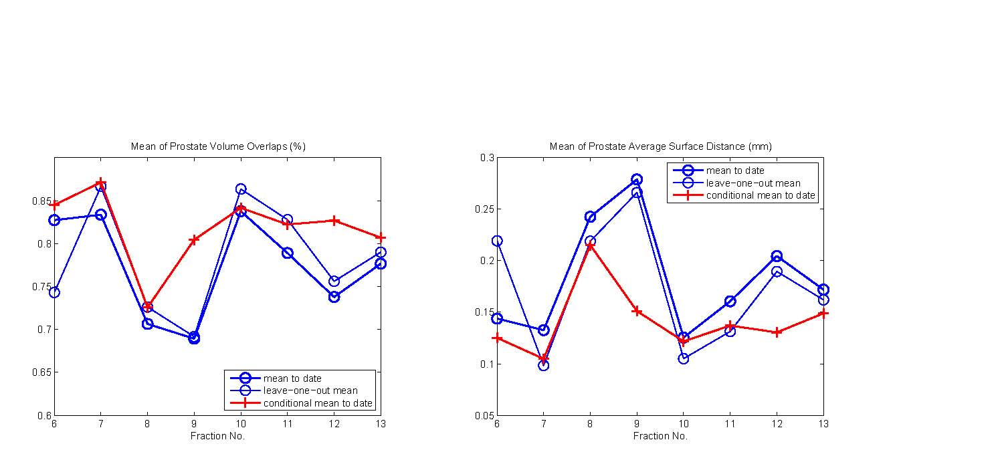 Mean of Prostate Volume Overlaps (%)
0.85
0.8
0.75
0.7
0.65
0.6
6 7 8 9 10 11 12 13
Fraction No.
mean to date
leave-one-out mean
conditional mean to date
Mean of Prostate Average Surface Distance (mm)
0.3
0.25
0.2
0.15
0.1
0.05
6 7 8 9 10 11 12 13
Fraction No.
mean to date
leave-one-out mean
conditional mean to date